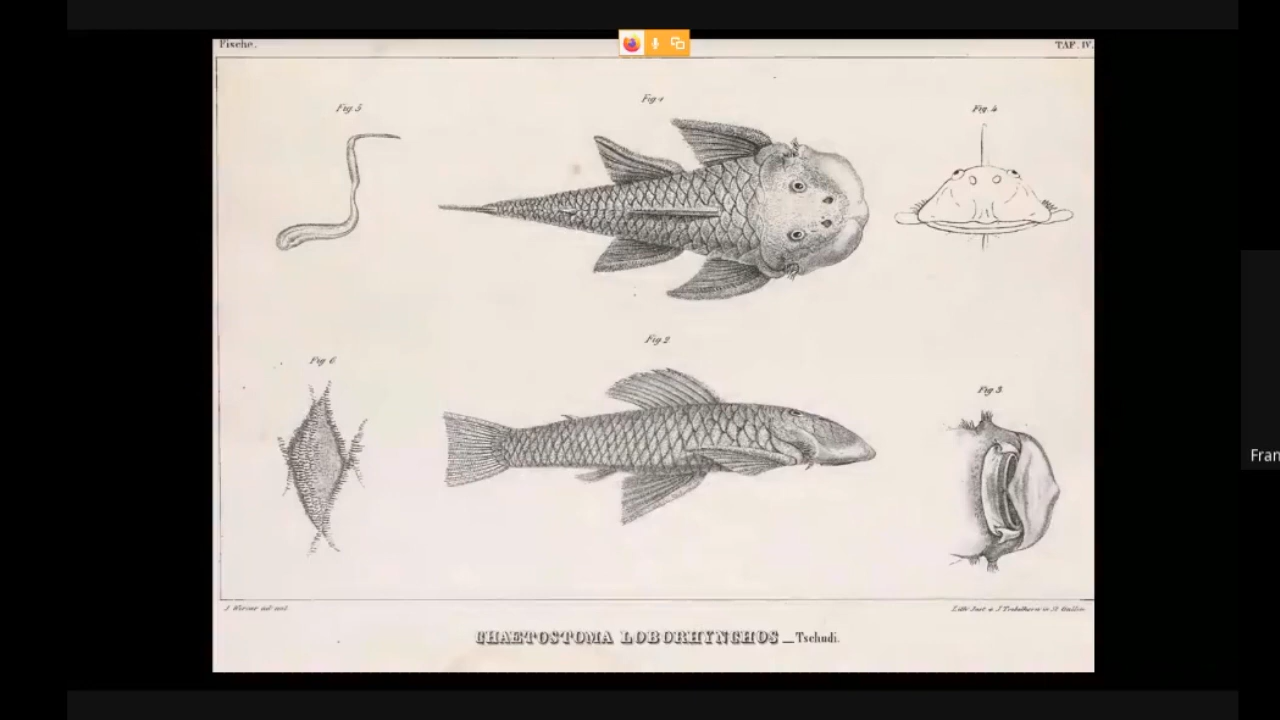 Fische.
TAF. IV.
Fig. 5
Fig. 1
Fig. 4
Fig. 2
Fig. 6
Fig. 3
CHAETOSTOMA LOBORHYNCHOS _ Tschudi.
Fran